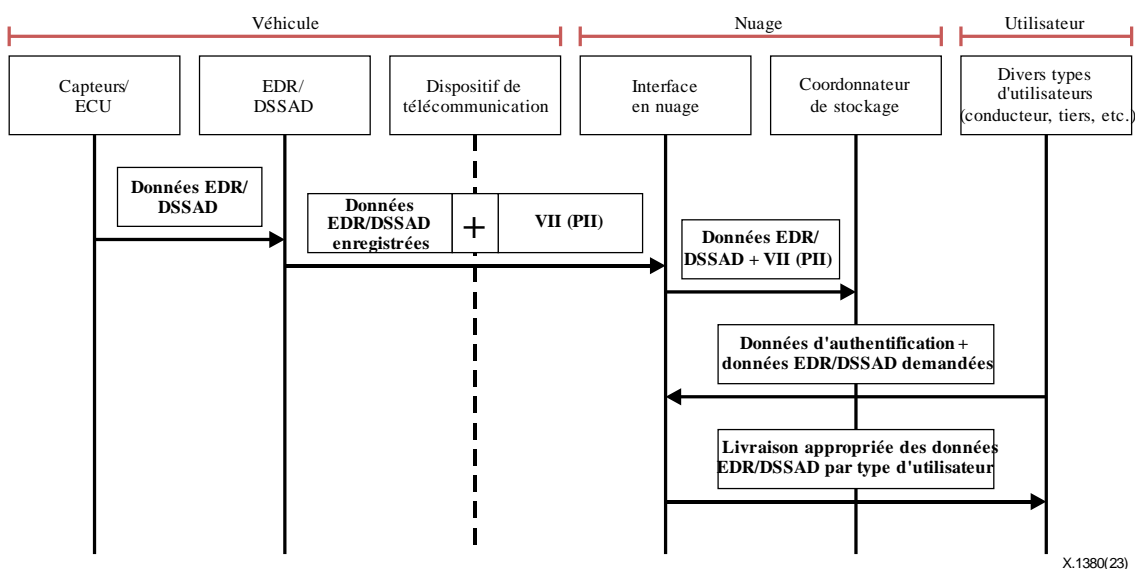 Véhicule
Nuage
Utilisateur
Capteurs/
ECU
EDR/
DSSAD
Dispositif de
télécommunication
Interface
en nuage
Coordonnateur
de stockage
Divers types
d'utilisateurs
(conducteur, tiers, etc.)
Données EDR/
DSSAD
Données
EDR/DSSAD
enregistrées
+
VII (PII)
Données EDR/
DSSAD + VII (PII)
Données d'authentification +
données EDR/DSSAD demandées
Livraison appropriée des données
EDR/DSSAD par type d'utilisateur
X.1380(23)